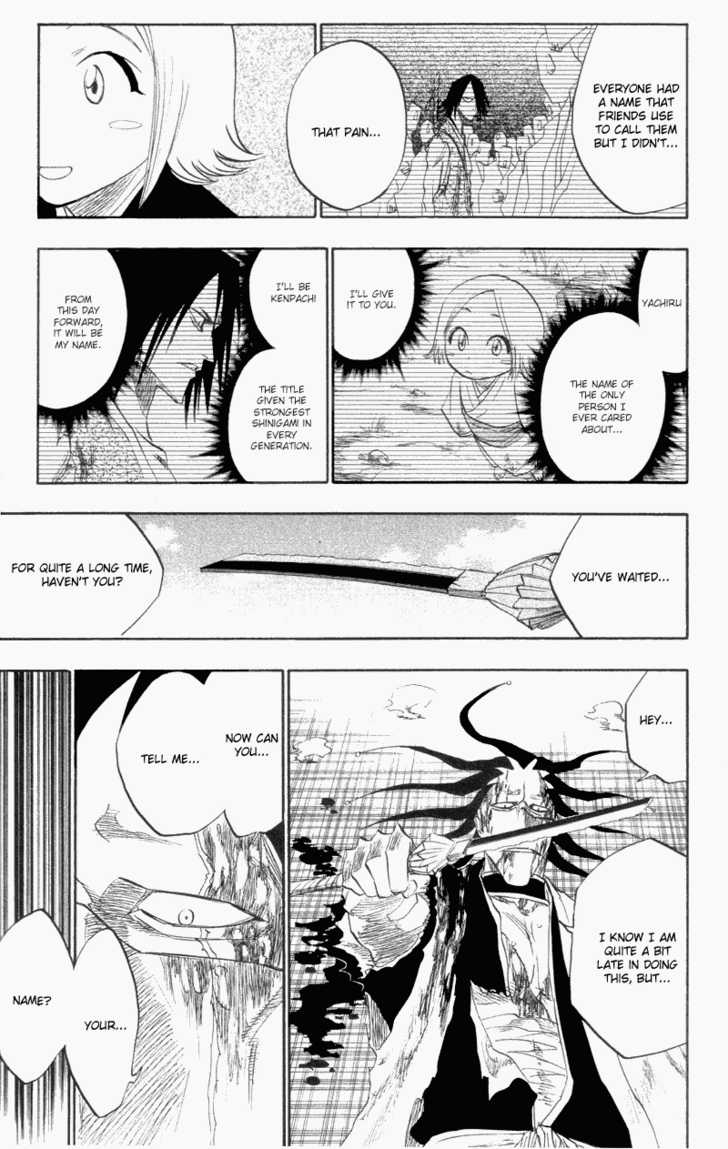 EVERYONE HAD
A NAME THAT
FRIENDS USE
TO CALL THEM
BUT I DIDN'T...
THAT PAIN...
YACHIRU
THE NAME OF
THE ONLY
PERSON I
EVER CARED
ABOUT...
I'LL GIVE
IT TO YOU.
I'LL BE
KENPACHI
THE TITLE
GIVEN THE
STRONGEST
SHINIGAMI IN
EVERY
GENERATION.
FROM
THIS DAY
FORWARD,
IT WILL BE
MY NAME.
YOU'VE WAITED...
FOR QUITE A LONG TIME,
HAVEN'T YOU?
HEY...
I KNOW I AM
QUITE A BIT
LATE IN DOING
THIS, BUT...
NOW CAN
YOU...
TELL ME...
YOUR...
NAME?